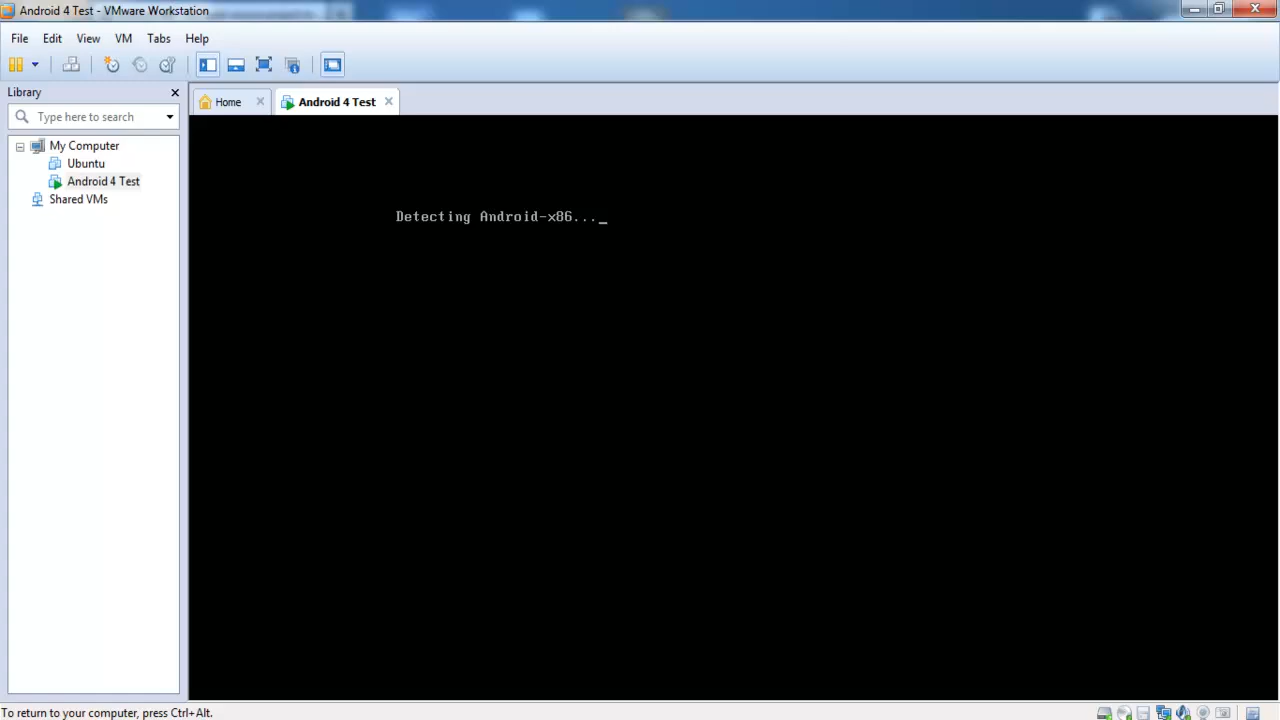 Android 4 Test - VMware Workstation
File Edit View VM Tabs Help
Library
Home
Android 4 Test
Type here to search
My Computer
Ubuntu
Android 4 Test
Shared VMs
Detecting Android-x86..._
To return to your computer, press Ctrl+Alt.